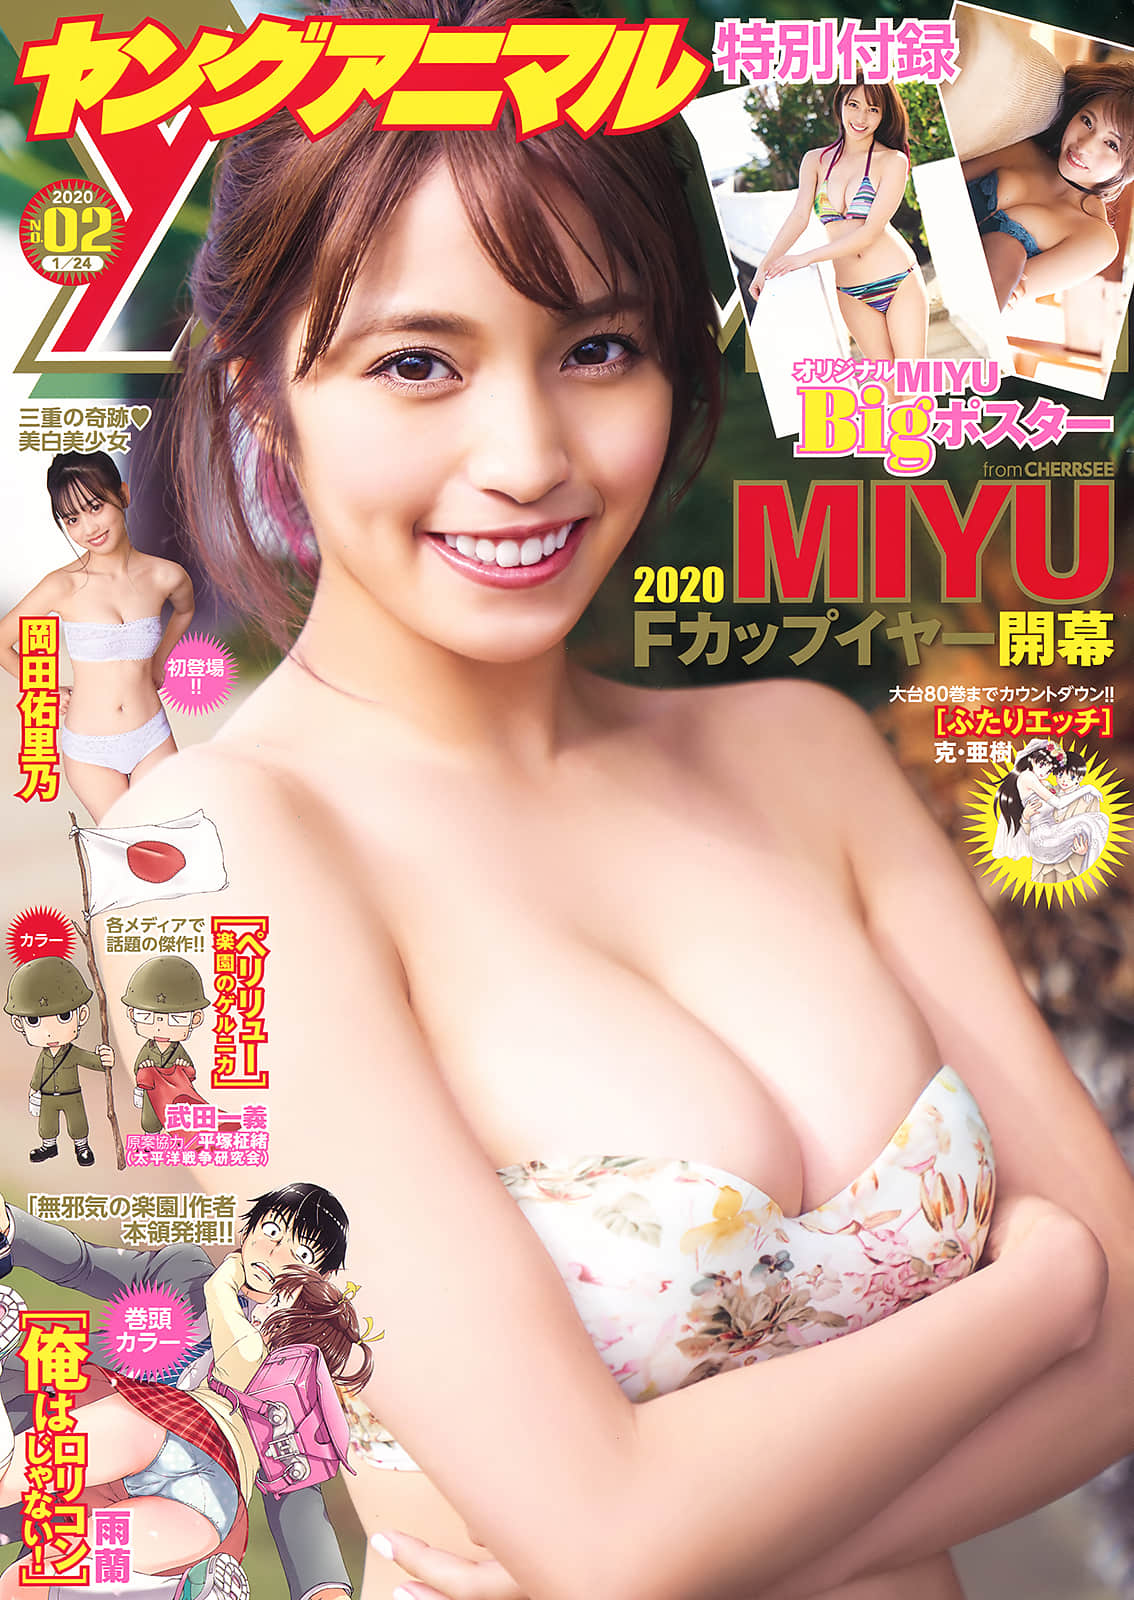 ヤングアニマル
特別付録
2020
NO.02
1/24
オリジナルMIYU
Bigポスター
from CHERRSEE
MIYU
2020
Fカップイヤー開幕
三重の奇跡♥
美白美少女
岡田佑里乃
初登場!!
大台80巻までカウントダウン!!
[ふたりエッチ]
克・亜樹
カラー
各メディアで
話題の傑作!!
[ペリリュー
楽園のゲルニカ]
武田一義
原案協力／平塚柾緒
(太平洋戦争研究会)
「無邪気の楽園」作者
本領発揮!!
巻頭
カラー
[俺はロリコン
じゃない!]
雨蘭